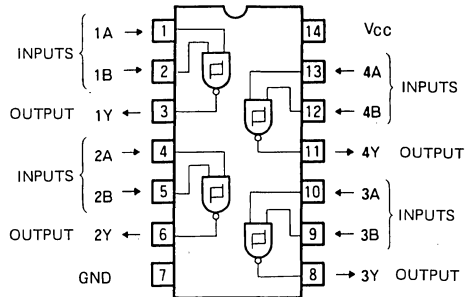 1A → 1 14 Vcc
INPUTS
1B → 2 13 ← 4A
INPUTS
OUTPUT 1Y ← 3 12 ← 4B
2A → 4 11 → 4Y OUTPUT
INPUTS
2B → 5 10 ← 3A
INPUTS
OUTPUT 2Y ← 6 9 ← 3B
GND 7 8 → 3Y OUTPUT